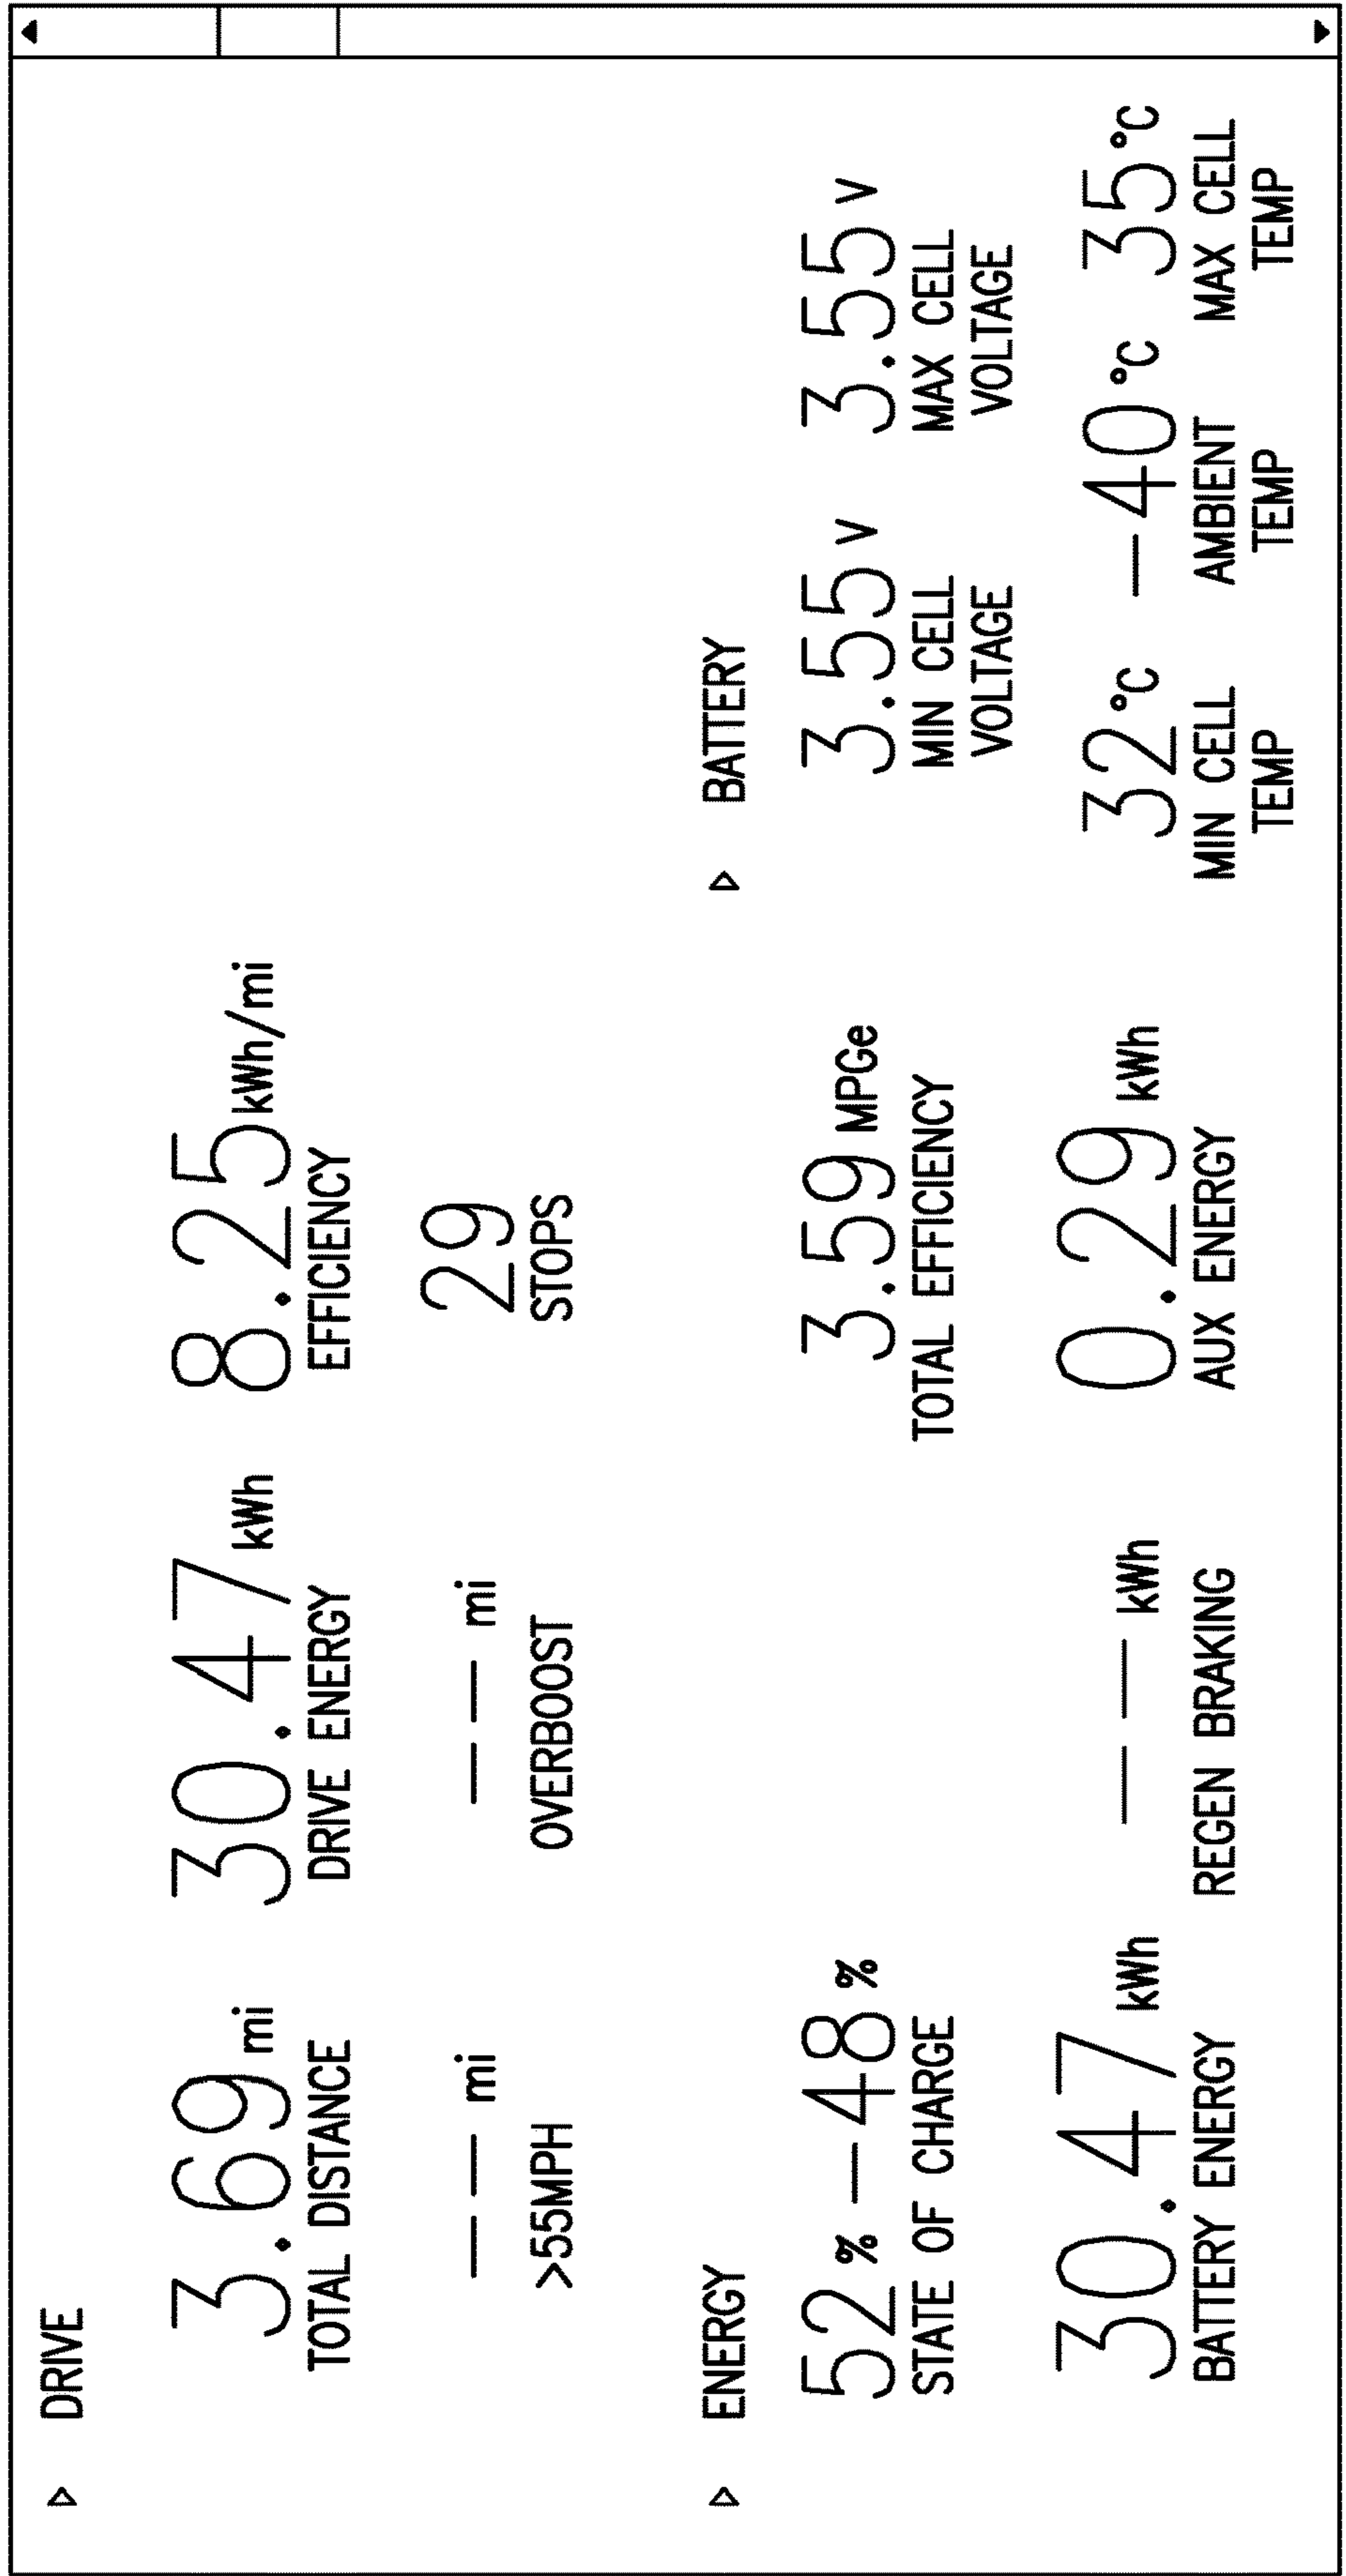 DRIVE
3.69 mi 30.47 kWh 8.25 kWh/mi
TOTAL DISTANCE DRIVE ENERGY EFFICIENCY
—— mi —— mi 29
>55MPH OVERBOOST STOPS
ENERGY
52%—48% 3.59 MPGe
STATE OF CHARGE TOTAL EFFICIENCY
30.47 kWh —— kWh 0.29 kWh
BATTERY ENERGY REGEN BRAKING AUX ENERGY
BATTERY
3.55 V 3.55 V
MIN CELL MAX CELL
VOLTAGE VOLTAGE
32°C —40°C 35°C
MIN CELL AMBIENT MAX CELL
TEMP TEMP TEMP